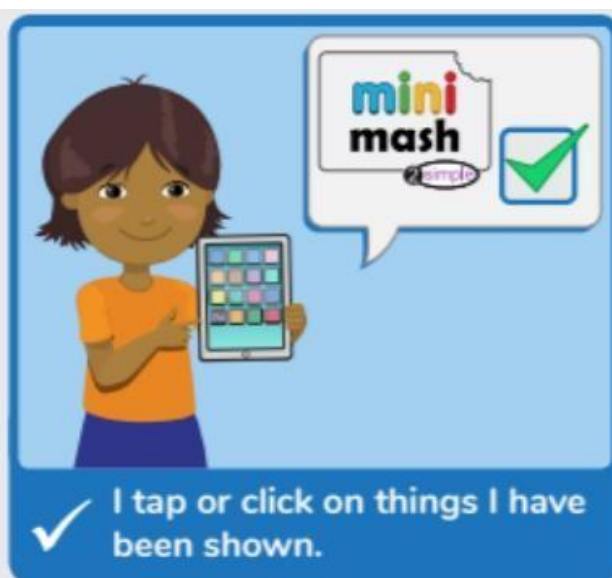 mini
mash
2simple
I tap or click on things I have
been shown.